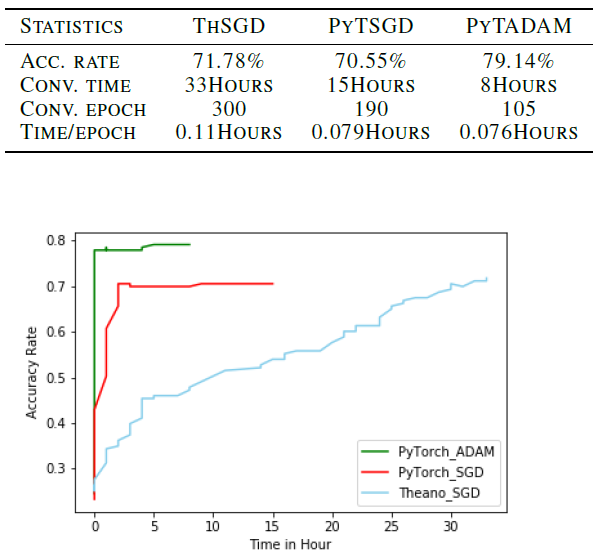 STATISTICS THSGD PYTSGD PYTADAM
ACC. RATE 71.78% 70.55% 79.14%
CONV. TIME 33HOURS 15HOURS 8HOURS
CONV. EPOCH 300 190 105
TIME/EPOCH 0.11HOURS 0.079HOURS 0.076HOURS
0.8
0.7
0.6
0.5
0.4
0.3
Accuracy Rate
PyTorch_ADAM
PyTorch_SGD
Theano_SGD
0 5 10 15 20 25 30
Time in Hour